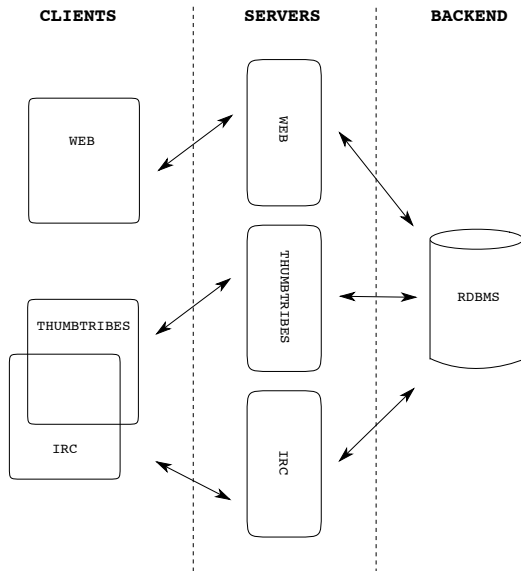 CLIENTS
SERVERS
BACKEND
WEB
WEB
THUMBTRIBES
THUMBTRIBES
RDBMS
IRC
IRC